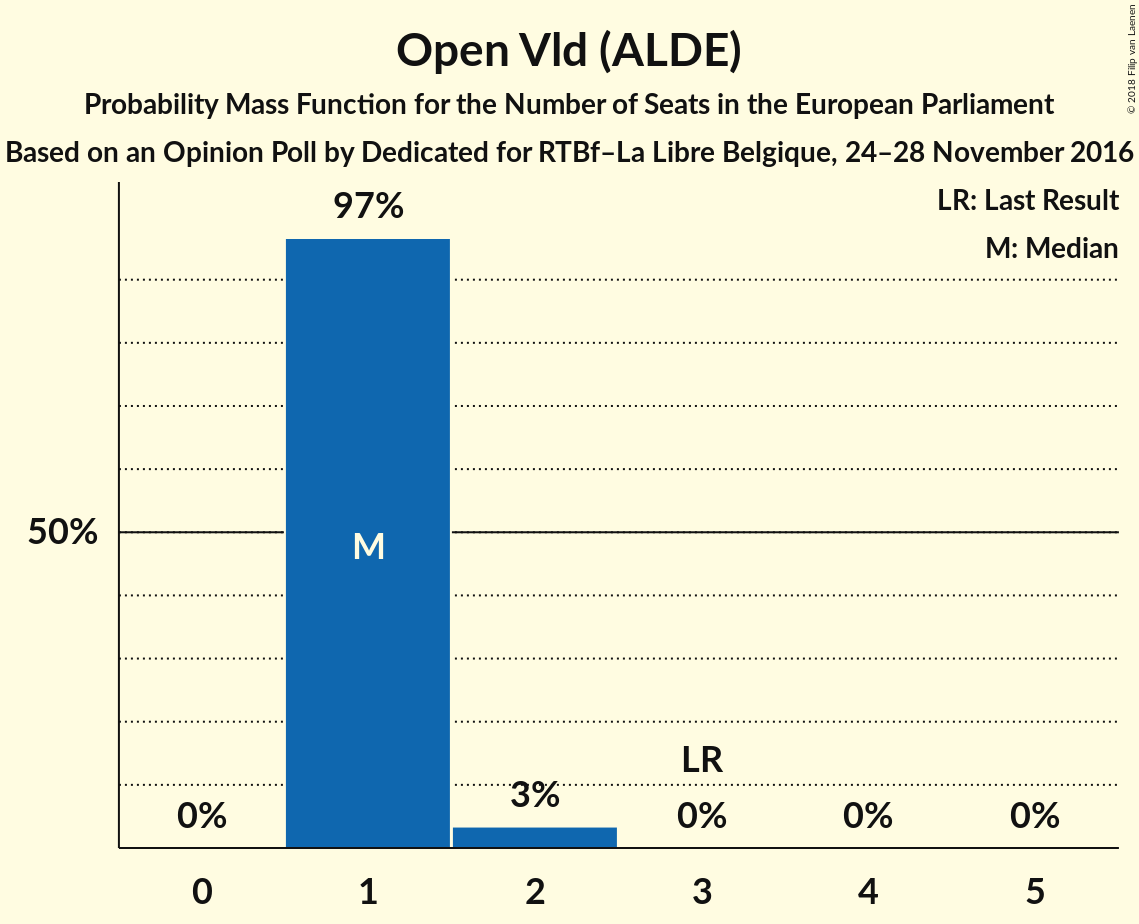 Open Vld (ALDE)
Probability Mass Function for the Number of Seats in the European Parliament
Based on an Opinion Poll by Dedicated for RTBf–La Libre Belgique, 24–28 November 2016
© 2018 Filip van Laenen
LR: Last Result
M: Median
97%
50%
M
LR
0%
3%
0%
0%
0%
0
1
2
3
4
5